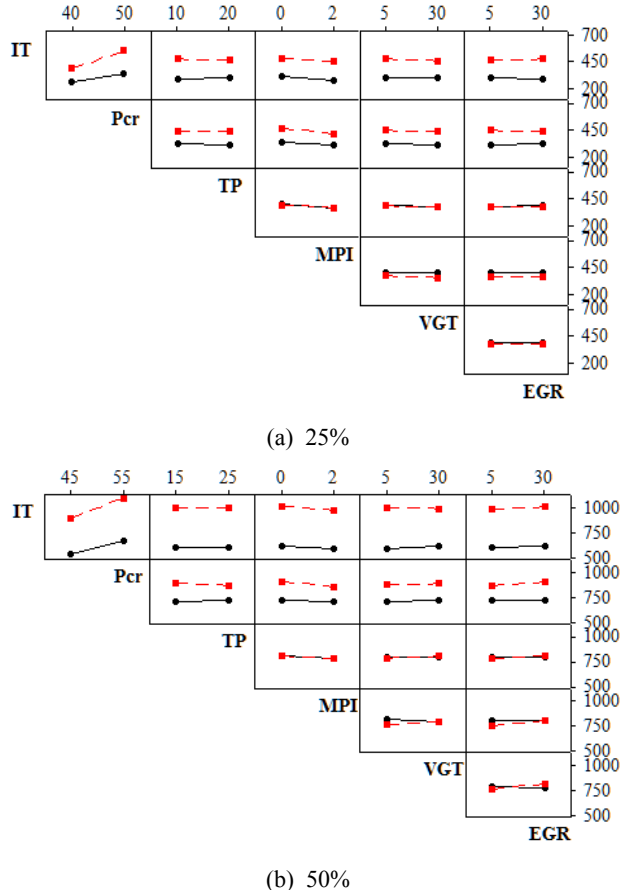 40 50 10 20 0 2 5 30 5 30
IT 700
450
200
Pcr 700
450
200
TP 700
450
200
MPI 700
450
200
VGT 700
450
200
EGR
(a) 25%
45 55 15 25 0 2 5 30 5 30
IT 1000
750
500
Pcr 1000
750
500
TP 1000
750
500
MPI 1000
750
500
VGT 1000
750
500
EGR
(b) 50%